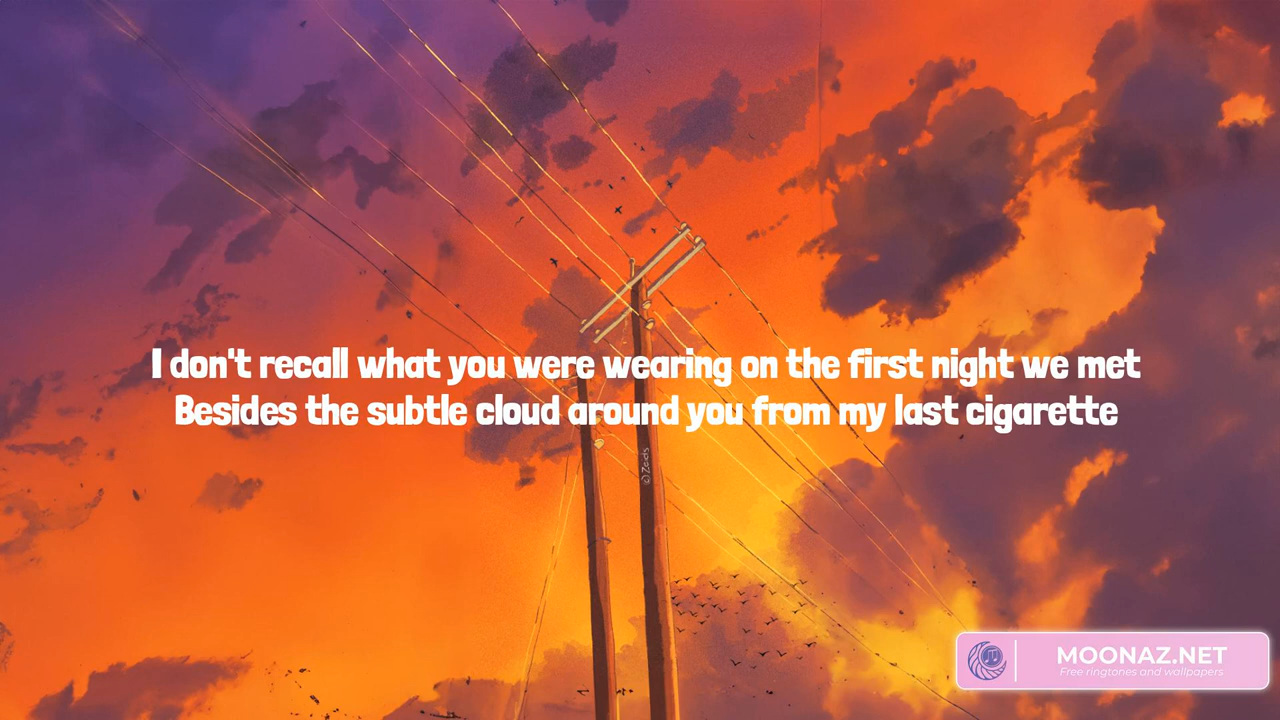 I don't recall what you were wearing on the first night we met
Besides the subtle cloud around you from my last cigarette
MOONAZ.NET
Free ringtones and wallpapers